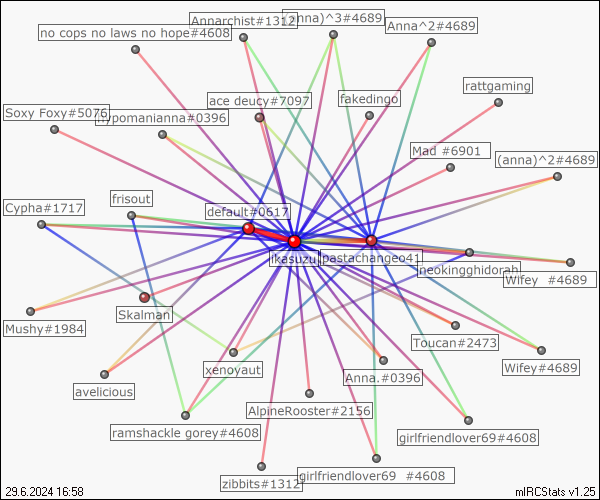 Annarchist#1312
(anna)^3#4689
Anna^2#4689
no cops no laws no hope#4608
rattgaming
ace deucy#7097
fakedingo
Soxy Foxy#5076
hypomanianna#0396
Mad #6901
(anna)^2#4689
frisout
Cypha#1717
default#0617
ikasuzu
pastachangeo41
neokingghidorah
Wifey #4689
Skalman
Mushy#1984
Toucan#2473
xenoyaut
Wifey#4689
Anna.#0396
avelicious
AlpineRooster#2156
ramshackle gorey#4608
girlfriendlover69#4608
girlfriendlover69 #4608
zibbits#1312
29.6.2024 16:58
mIRCStats v1.25